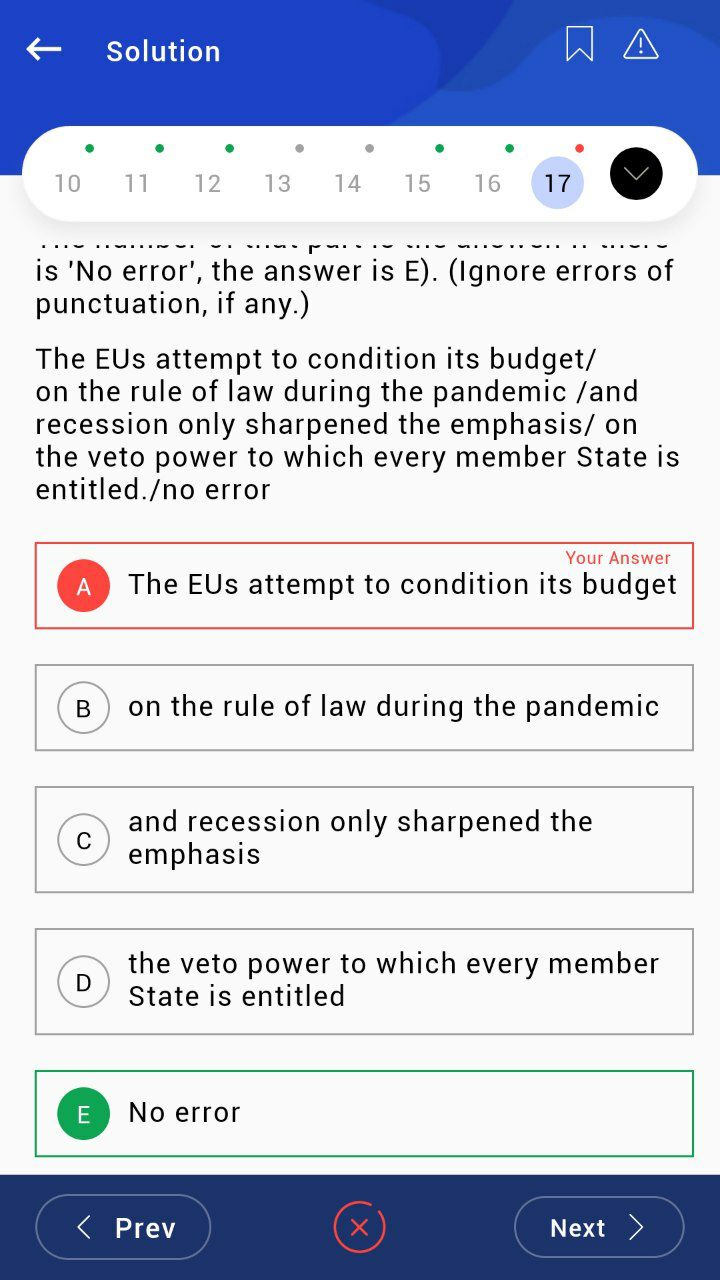 Solution
10 11 12 13 14 15 16 17
is 'No error', the answer is E). (Ignore errors of
punctuation, if any.)
The EUs attempt to condition its budget/
on the rule of law during the pandemic /and
recession only sharpened the emphasis/ on
the veto power to which every member State is
entitled./no error
Your Answer
A The EUs attempt to condition its budget
B on the rule of law during the pandemic
C and recession only sharpened the
emphasis
D the veto power to which every member
State is entitled
E No error
Prev Next